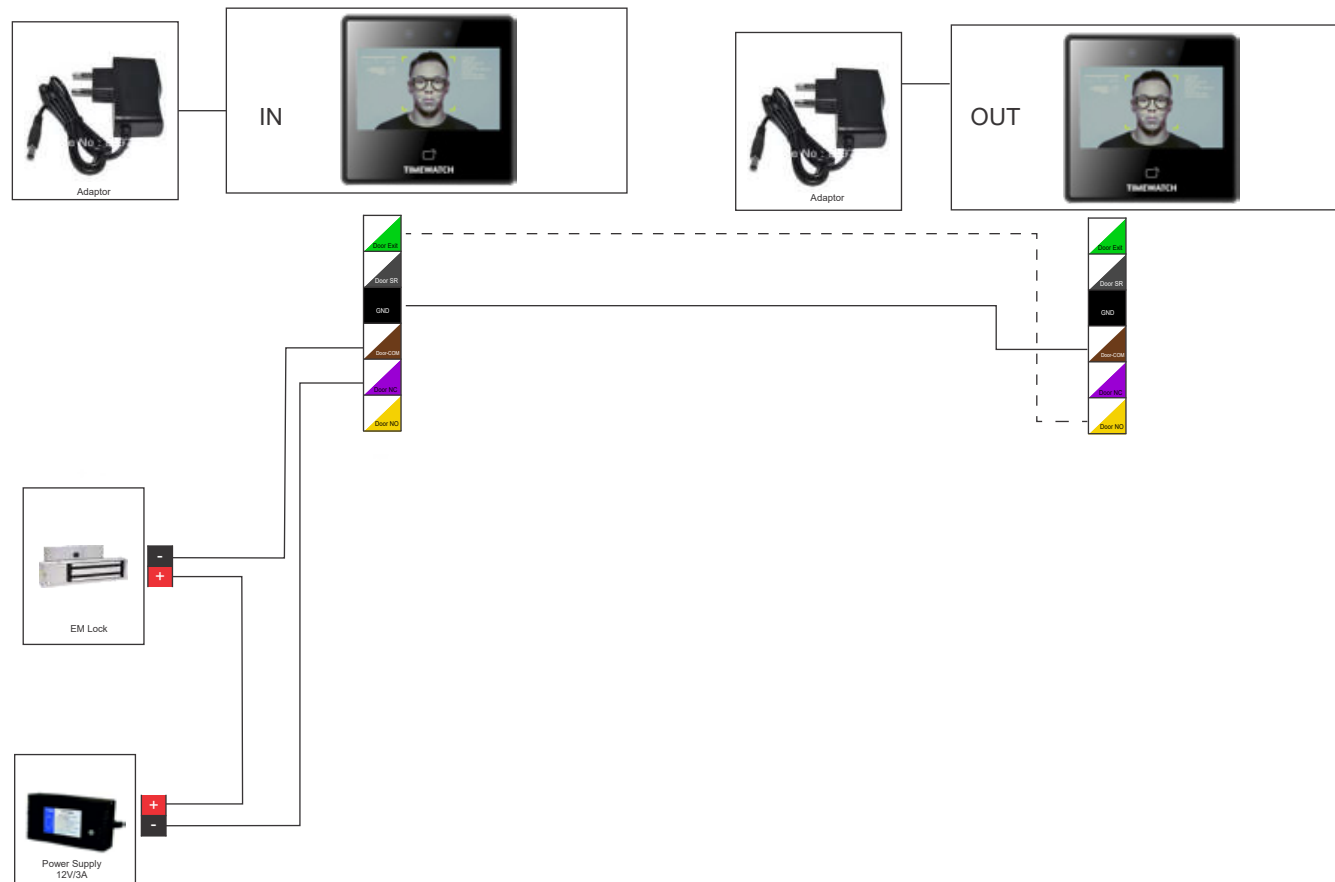 IN
TIMEWATCH
Adaptor
OUT
TIMEWATCH
Adaptor
Door Exit
Door SR
GND
Door-COM
Door NC
Door NO
Door Exit
Door SR
GND
Door-COM
Door NC
Door NO
-
+
EM Lock
+
-
Power Supply
12V/3A